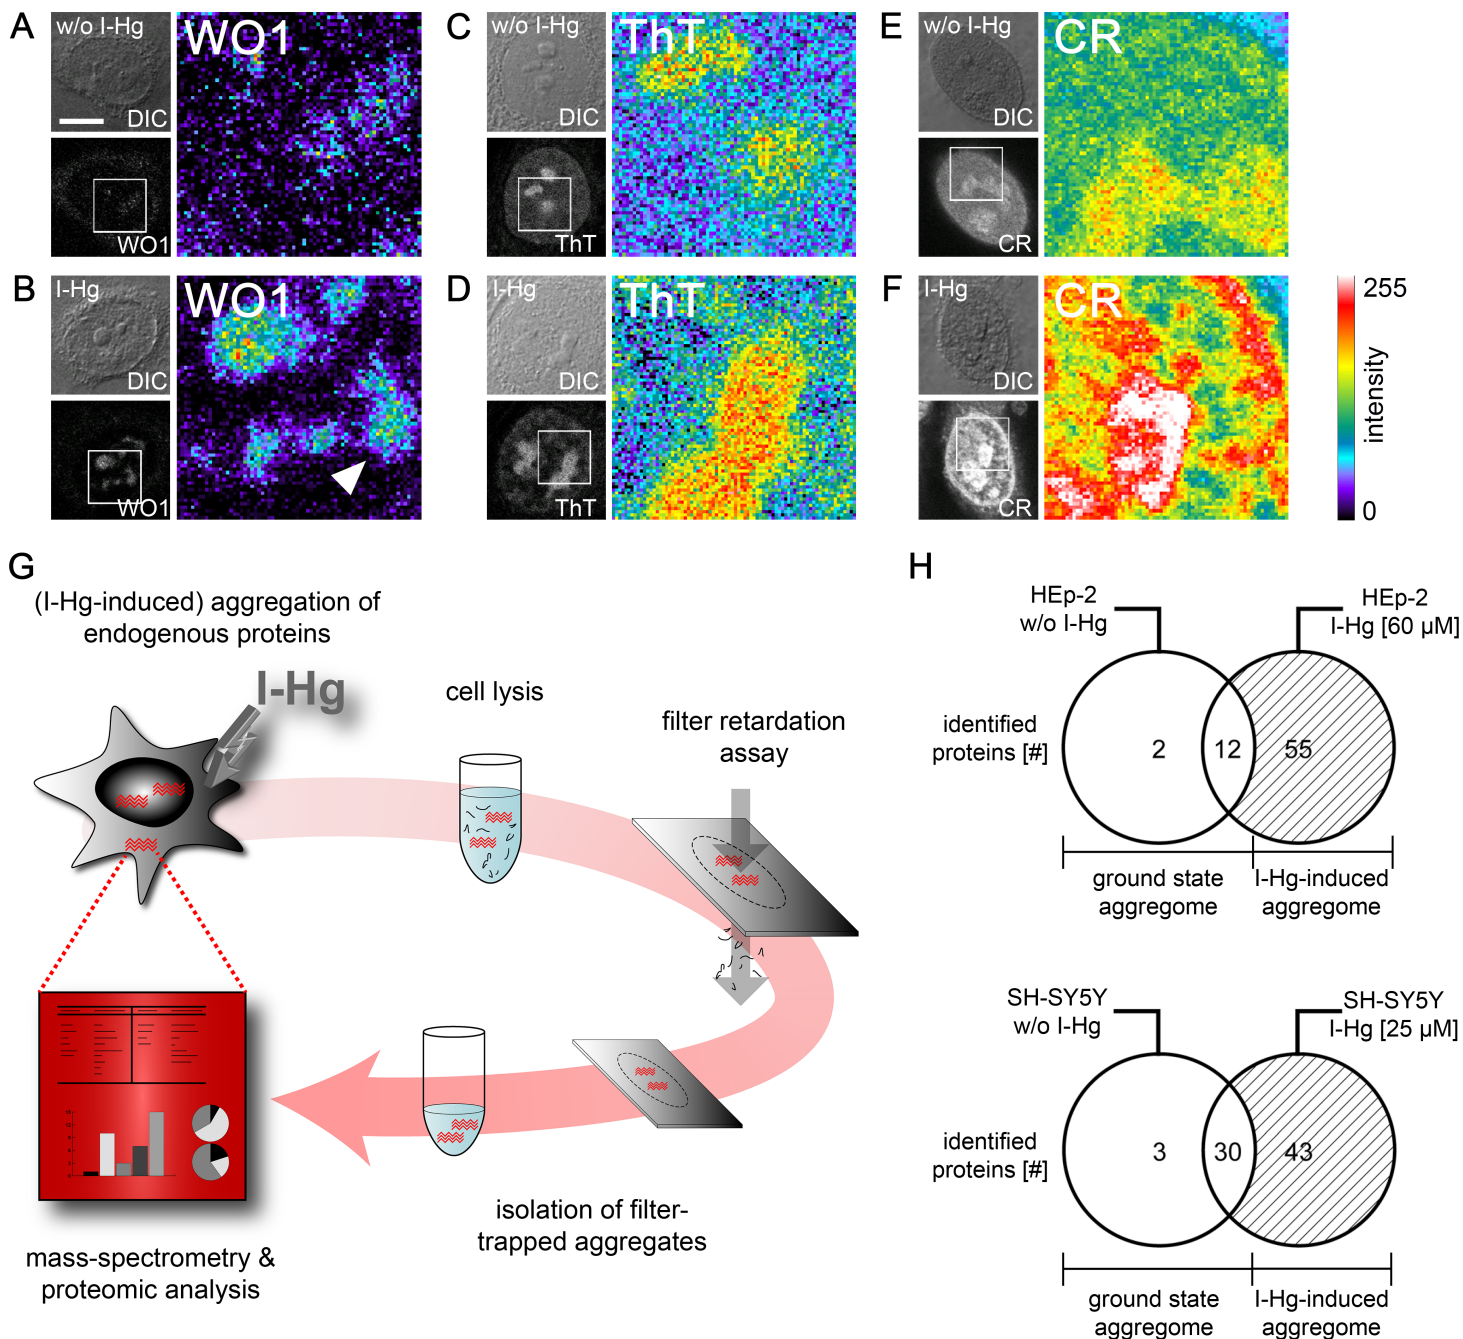 A
w/o I-Hg
DIC
WO1
WO1
C
w/o I-Hg
DIC
ThT
ThT
E
w/o I-Hg
DIC
CR
CR
B
I-Hg
DIC
WO1
WO1
D
I-Hg
DIC
ThT
ThT
F
I-Hg
DIC
CR
CR
255
intensity
0
G
(I-Hg-induced) aggregation of
endogenous proteins
I-Hg
cell lysis
filter retardation
assay
isolation of filter-
trapped aggregates
mass-spectrometry &
proteomic analysis
H
HEp-2
w/o I-Hg
HEp-2
I-Hg [60 µM]
identified
proteins [#]
2
12
55
ground state
aggregome
I-Hg-induced
aggregome
SH-SY5Y
w/o I-Hg
SH-SY5Y
I-Hg [25 µM]
identified
proteins [#]
3
30
43
ground state
aggregome
I-Hg-induced
aggregome